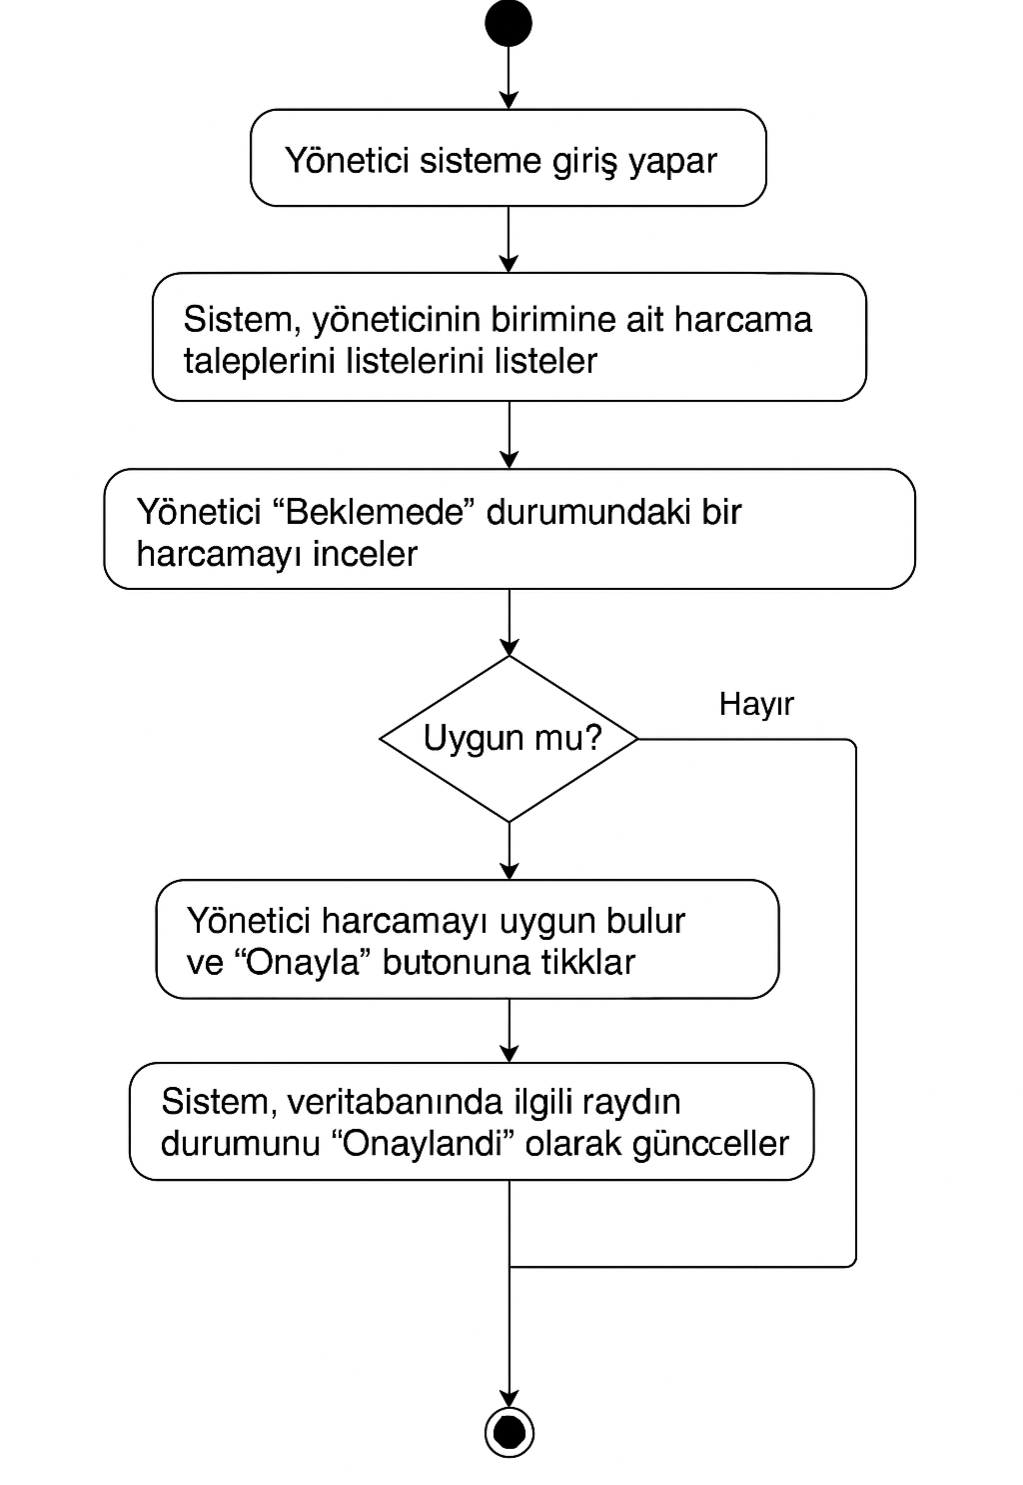 Yönetici sisteme giriş yapar
Sistem, yöneticinin birimine ait harcama
taleplerini listelerini listeler
Yönetici “Beklemede” durumundaki bir
harcamayı inceler
Uygun mu?
Hayır
Yönetici harcamayı uygun bulur
ve “Onayla” butonuna tikklar
Sistem, veritabanında ilgili raydın
durumunu “Onaylandi” olarak güncceller